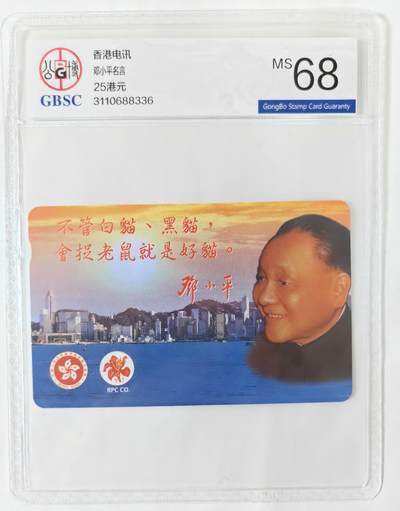 香港电讯
邓小平名言
25港元
3110688336
GBSC
MS 68
GongBo Stamp Card Guaranty
不管白貓、黑貓，
會捉老鼠就是好貓。
鄧小平
RPC CO.